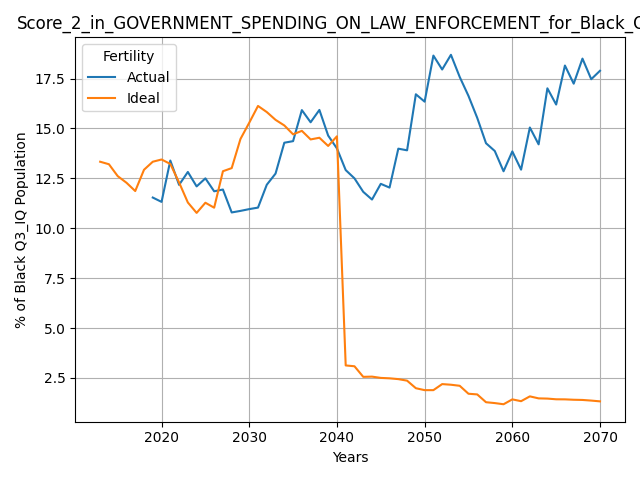 Score_2_in_GOVERNMENT_SPENDING_ON_LAW_ENFORCEMENT_for_Black_
Fertility
Actual
Ideal
17.5
15.0
12.5
10.0
7.5
5.0
2.5
% of Black Q3_IQ Population
2020 2030 2040 2050 2060 2070
Years